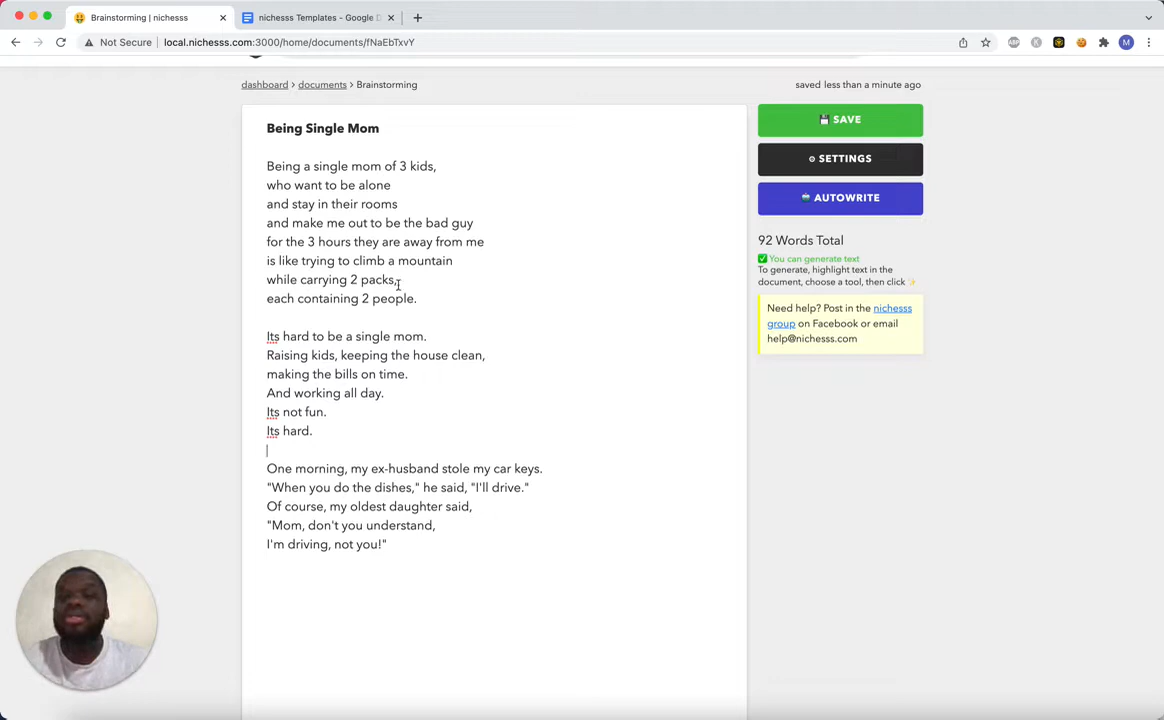 Brainstorming | nichesss
nichesss Templates - Google D
Not Secure
local.nichesss.com:3000/home/documents/fNaEbTxvY
ABP
K
M
dashboard > documents > Brainstorming
saved less than a minute ago
Being Single Mom
Being a single mom of 3 kids,
who want to be alone
and stay in their rooms
and make me out to be the bad guy
for the 3 hours they are away from me
is like trying to climb a mountain
while carrying 2 packs,
each containing 2 people.
Its hard to be a single mom.
Raising kids, keeping the house clean,
making the bills on time.
And working all day.
Its not fun.
Its hard.
One morning, my ex-husband stole my car keys.
"When you do the dishes," he said, "I'll drive."
Of course, my oldest daughter said,
"Mom, don't you understand,
I'm driving, not you!"
SAVE
SETTINGS
AUTOWRITE
92 Words Total
You can generate text
To generate, highlight text in the
document, choose a tool, then click
Need help? Post in the nichesss
group on Facebook or email
help@nichesss.com